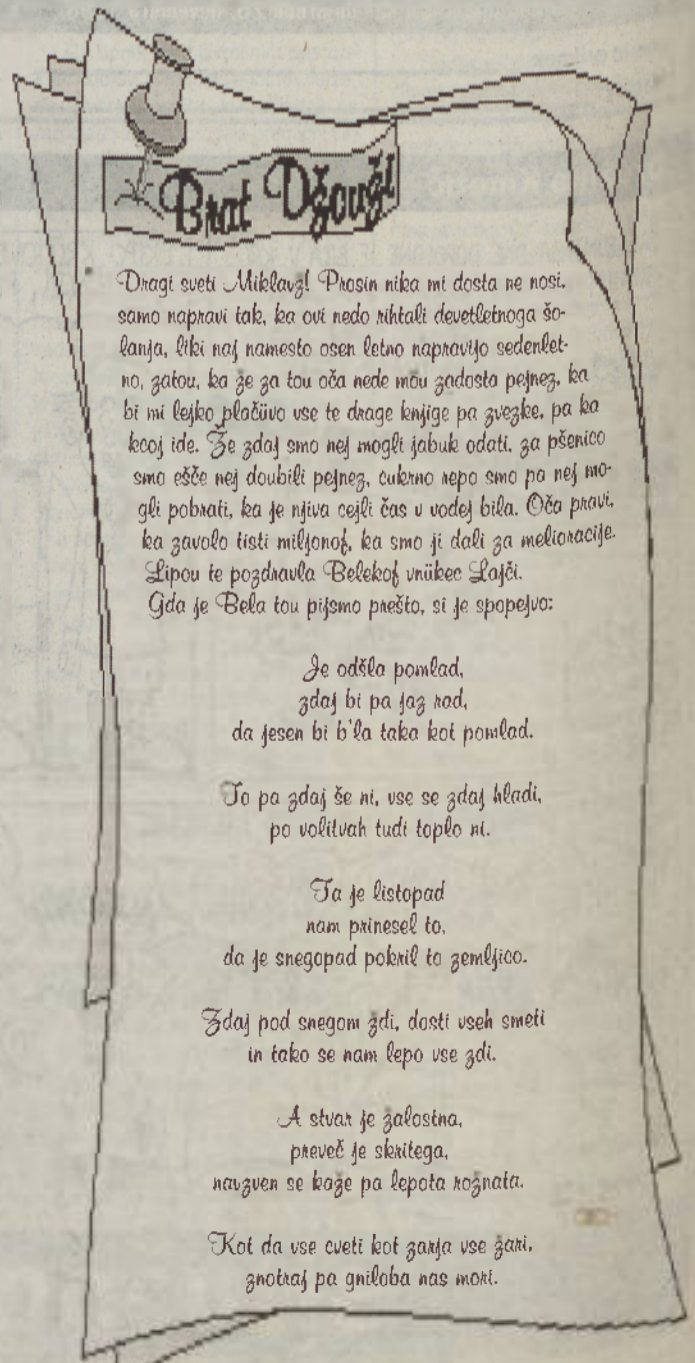 Brat Džouži
Dragi sveti Miklavž! Prosin nika mi dosta ne nosi,
samo napravi tak, ka ovi nedo rihtali devetletnoga šo-
lanja, liki naj namesto osen letno napravijo sedenlet-
no, zatou, ka že za tou oča nede mou zadosta pejnez, ka
bi mi lejko plačüvo vse te drage knjige pa zvezke, pa ka
kcoj ide. Že zdaj smo nej mogli jabuk odati, za pšenico
smo ešče nej doubili pejnez, cukrno repo smo pa nej mo-
gli pobrati, ka je njiva cejli čas v vodej bila. Oča pravi,
ka zavolo tisti miljonof, ka smo ji dali za melioracije.
Lipou te pozdravla Belekof vnükec Lajči.
Gda je Bela tou pijsmo prešto, si je spopejvo:
Je odšla pomlad,
zdaj bi pa jaz rad,
da jesen bi b'la taka kot pomlad.
To pa zdaj še ni, vse se zdaj hladi,
po volitvah tudi toplo ni.
Ta je listopad
nam prinesel to,
da je snegopad pokril to zemljico.
Zdaj pod snegom ždi, dosti vseh smeti
in tako se nam lepo vse zdi.
A stvar je žalostna,
preveč je skritega,
navzven se kaže pa lepota rožnata.
Kot da vse cveti kot zarja vse žari,
znotraj pa gniloba nas mori.